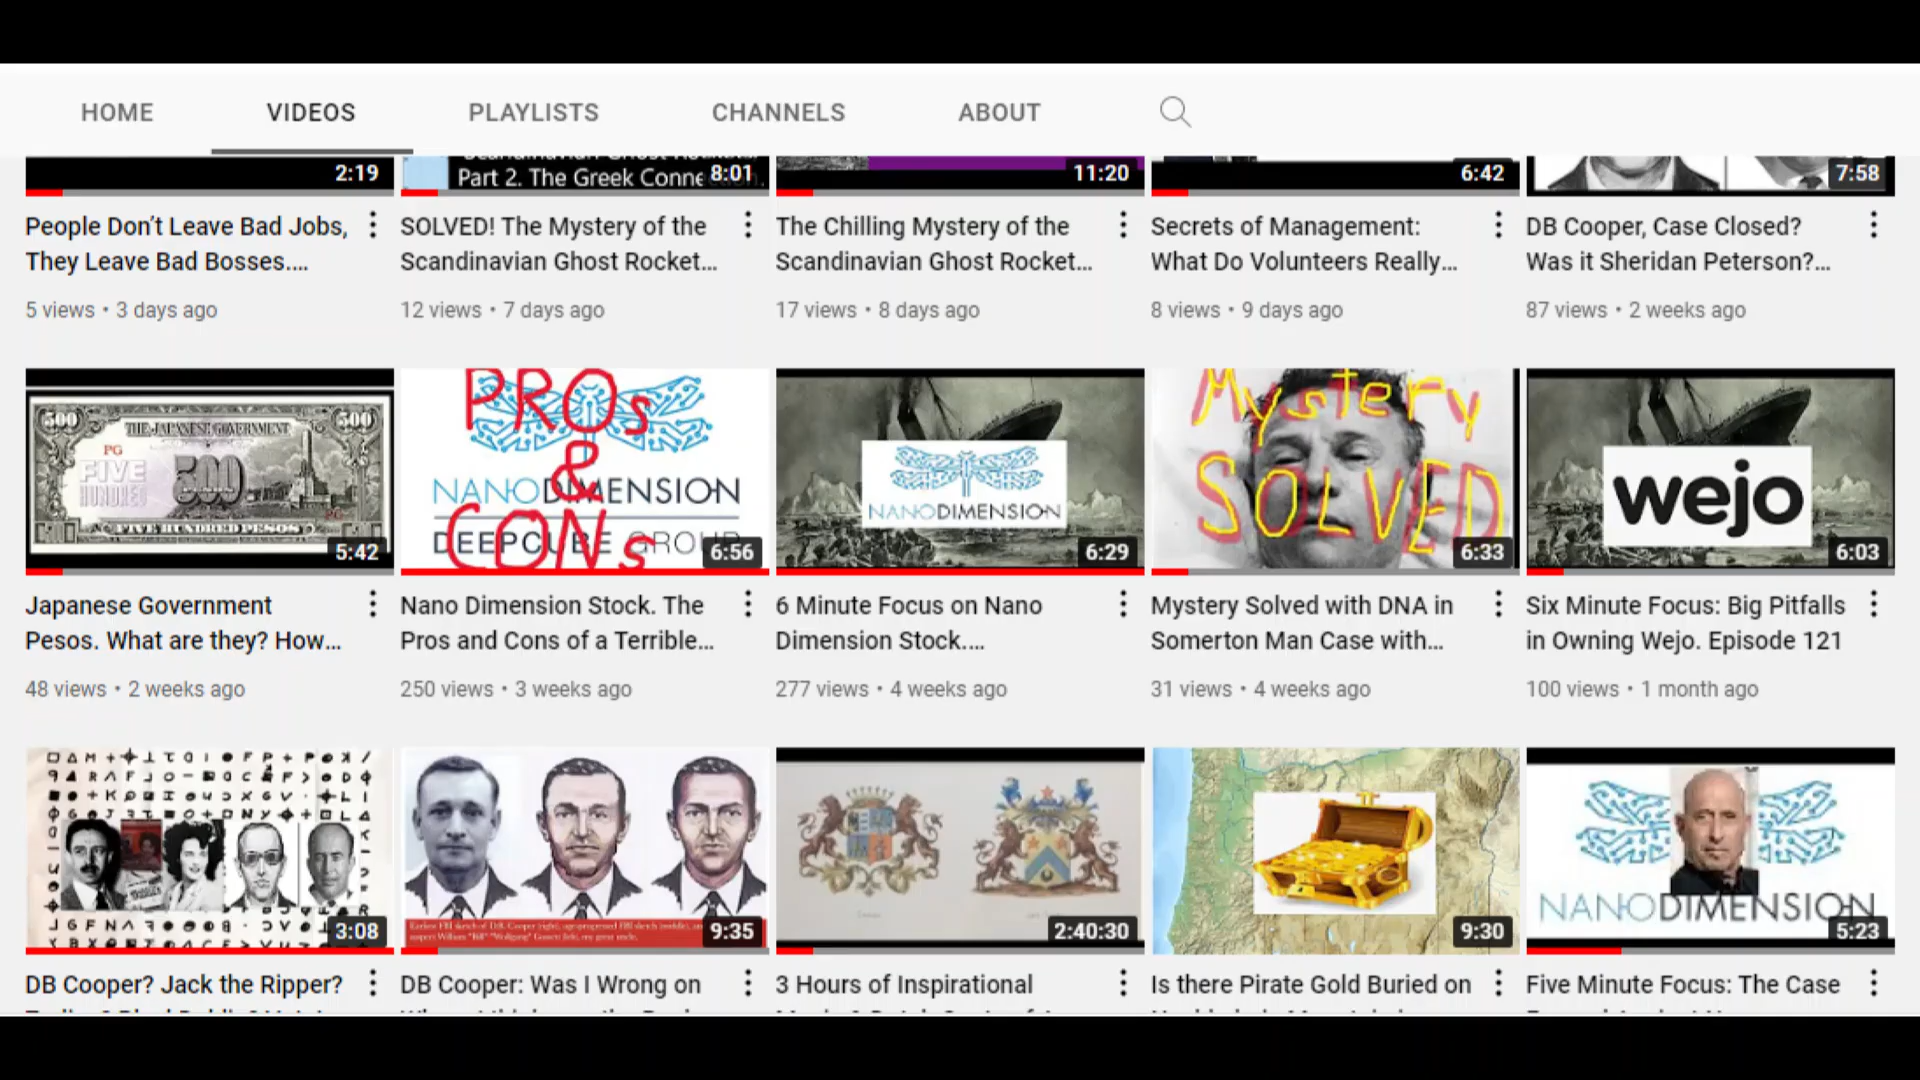 HOME VIDEOS PLAYLISTS CHANNELS ABOUT
2:19 Part 2. The Greek Conne 8:01 11:20 6:42 7:58
People Don’t Leave Bad Jobs,
They Leave Bad Bosses....
5 views • 3 days ago
SOLVED! The Mystery of the
Scandinavian Ghost Rocket...
12 views • 7 days ago
The Chilling Mystery of the
Scandinavian Ghost Rocket...
17 views • 8 days ago
Secrets of Management:
What Do Volunteers Really...
8 views • 9 days ago
DB Cooper, Case Closed?
Was it Sheridan Peterson?...
87 views • 2 weeks ago
500 500
THE JAPANESE GOVERNMENT
PG
FIVE
HUNDRED
500
FIVE HUNDRED PESOS
5:42
PROs
&
NANODIMENSION
DEEPCUBE GROUP
CONs
6:56
NANODIMENSION
6:29
Mystery
SOLVED
6:33
wejo
6:03
Japanese Government
Pesos. What are they? How...
48 views • 2 weeks ago
Nano Dimension Stock. The
Pros and Cons of a Terrible...
250 views • 3 weeks ago
6 Minute Focus on Nano
Dimension Stock....
277 views • 4 weeks ago
Mystery Solved with DNA in
Somerton Man Case with...
31 views • 4 weeks ago
Six Minute Focus: Big Pitfalls
in Owning Wejo. Episode 121
100 views • 1 month ago
3:08
9:35
2:40:30
9:30
NANODIMENSION
5:23
DB Cooper? Jack the Ripper?
DB Cooper: Was I Wrong on
3 Hours of Inspirational
Is there Pirate Gold Buried on
Five Minute Focus: The Case